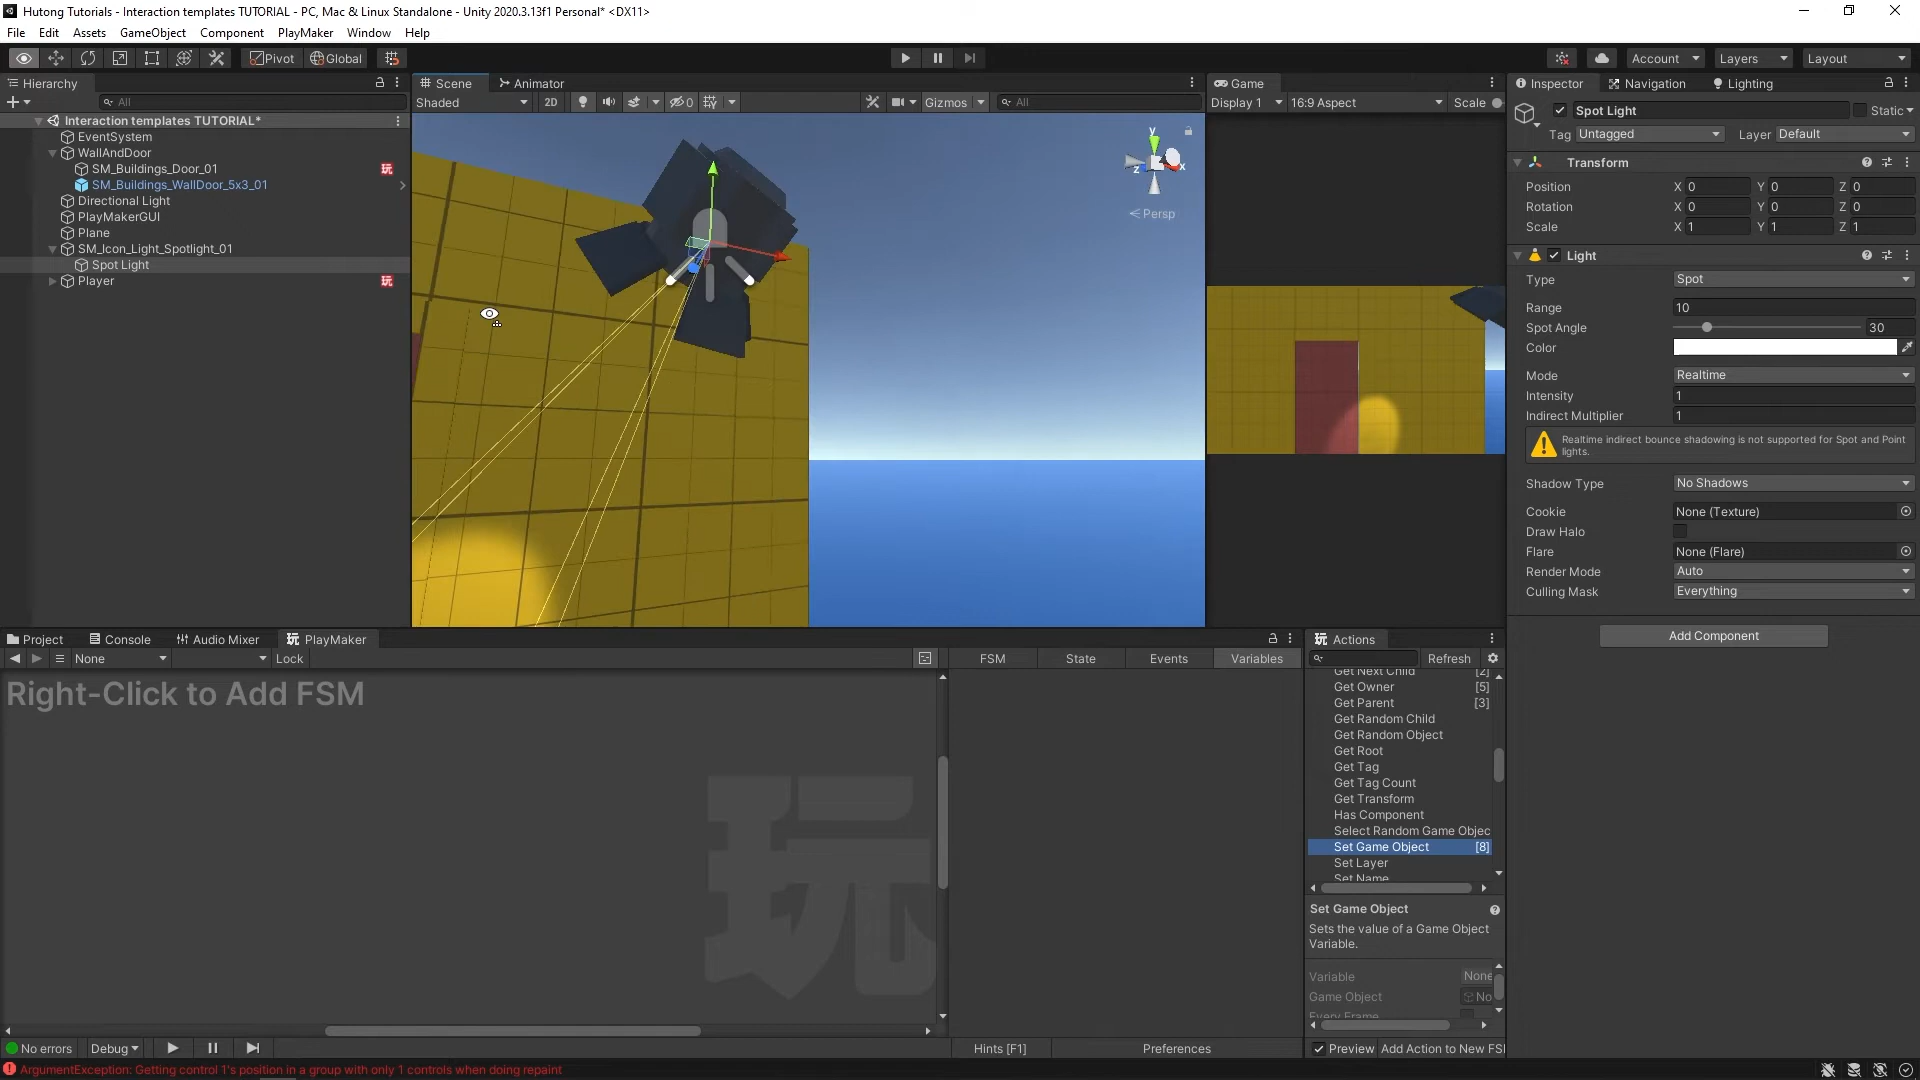 Hutong Tutorials - Interaction templates TUTORIAL - PC, Mac & Linux Standalone - Unity 2020.3.13f1 Personal* <DX11>
File Edit Assets GameObject Component PlayMaker Window Help
Pivot Global Account Layers Layout
Hierarchy
All
Interaction templates TUTORIAL*
EventSystem
WallAndDoor
SM_Buildings_Door_01 玩
SM_Buildings_WallDoor_5x3_01
Directional Light
PlayMakerGUI
Plane
SM_Icon_Light_Spotlight_01
Spot Light
Player 玩
Scene Animator
Shaded 2D 0 Gizmos All
y
x
z
Persp
Game
Display 1 16:9 Aspect Scale
Inspector Navigation Lighting
Spot Light Static
Tag Untagged Layer Default
Transform
Position X 0 Y 0 Z 0
Rotation X 0 Y 0 Z 0
Scale X 1 Y 1 Z 1
Light
Type Spot
Range 10
Spot Angle 30
Color
Mode Realtime
Intensity 1
Indirect Multiplier 1
Realtime indirect bounce shadowing is not supported for Spot and Point
lights.
Shadow Type No Shadows
Cookie None (Texture)
Draw Halo
Flare None (Flare)
Render Mode Auto
Culling Mask Everything
Add Component
Project Console Audio Mixer 玩 PlayMaker
None Lock
FSM State Events Variables
Right-Click to Add FSM
玩
No errors Debug
Hints [F1] Preferences
玩 Actions
Refresh
Get Next Child [2]
Get Owner [5]
Get Parent [3]
Get Random Child
Get Random Object
Get Root
Get Tag
Get Tag Count
Get Transform
Has Component
Select Random Game Objec
Set Game Object [8]
Set Layer
Set Name
Set Game Object
Sets the value of a Game Object
Variable.
Variable None
Game Object No
Every Frame
Preview Add Action to New FSI
ArgumentException: Getting control 1's position in a group with only 1 controls when doing repaint